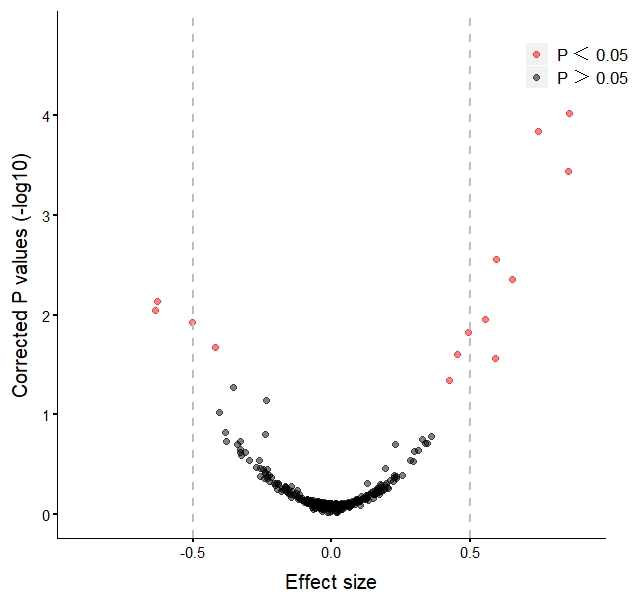 P < 0.05
P > 0.05
4
3
2
1
0
Corrected P values (-log10)
-0.5 0.0 0.5
Effect size